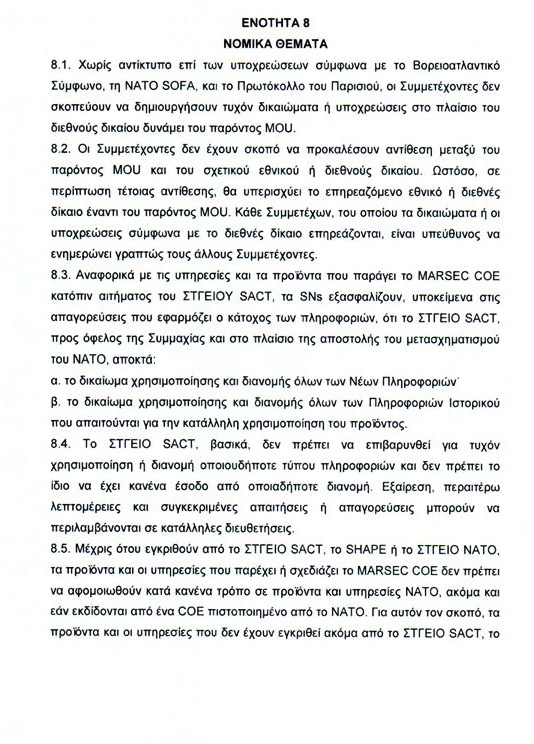 ΕΝΟΤΗΤΑ 8
ΝΟΜΙΚΑ ΘΕΜΑΤΑ
8.1. Χωρίς αντίκτυπο επί των υποχρεώσεων σύμφωνα με το Βορειοατλαντικό
Σύμφωνο, τη NATO SOFA, και το Πρωτόκολλο του Παρισιού, οι Συμμετέχοντες δεν
σκοπεύουν να δημιουργήσουν τυχόν δικαιώματα ή υποχρεώσεις στο πλαίσιο του
διεθνούς δικαίου δυνάμει του παρόντος MOU.
8.2. Οι Συμμετέχοντες δεν έχουν σκοπό να προκαλέσουν αντίθεση μεταξύ του
παρόντος MOU και του σχετικού εθνικού ή διεθνούς δικαίου. Ωστόσο, σε
περίπτωση τέτοιας αντίθεσης, θα υπερισχύει το επηρεαζόμενο εθνικό ή διεθνές
δίκαιο έναντι του παρόντος MOU. Κάθε Συμμετέχων, του οποίου τα δικαιώματα ή οι
υποχρεώσεις σύμφωνα με το διεθνές δίκαιο επηρεάζονται, είναι υπεύθυνος να
ενημερώνει γραπτώς τους άλλους Συμμετέχοντες.
8.3. Αναφορικά με τις υπηρεσίες και τα προϊόντα που παράγει το MARSEC COE
κατόπιν αιτήματος του ΣΤΓΕΙΟΥ SACT, τα SNs εξασφαλίζουν, υποκείμενα στις
απαγορεύσεις που εφαρμόζει ο κάτοχος των πληροφοριών, ότι το ΣΤΓΕΙΟ SACT,
προς όφελος της Συμμαχίας και στο πλαίσιο της αποστολής του μετασχηματισμού
του ΝΑΤΟ, αποκτά:
α. το δικαίωμα χρησιμοποίησης και διανομής όλων των Νέων Πληροφοριών˙
β. το δικαίωμα χρησιμοποίησης και διανομής όλων των Πληροφοριών Ιστορικού
που απαιτούνται για την κατάλληλη χρησιμοποίηση του προϊόντος.
8.4. Το ΣΤΓΕΙΟ SACT, βασικά, δεν πρέπει να επιβαρυνθεί για τυχόν
χρησιμοποίηση ή διανομή οποιουδήποτε τύπου πληροφοριών και δεν πρέπει το
ίδιο να έχει κανένα έσοδο από οποιαδήποτε διανομή. Εξαίρεση, περαιτέρω
λεπτομέρειες και συγκεκριμένες απαιτήσεις ή απαγορεύσεις μπορούν να
περιλαμβάνονται σε κατάλληλες διευθετήσεις.
8.5. Μέχρις ότου εγκριθούν από το ΣΤΓΕΙΟ SACT, το SHAPE ή το ΣΤΓΕΙΟ ΝΑΤΟ,
τα προϊόντα και οι υπηρεσίες που παρέχει ή σχεδιάζει το MARSEC COE δεν πρέπει
να αφομοιωθούν κατά κανένα τρόπο σε προϊόντα και υπηρεσίες ΝΑΤΟ, ακόμα και
εάν εκδίδονται από ένα COE πιστοποιημένο από το ΝΑΤΟ. Για αυτόν τον σκοπό, τα
προϊόντα και οι υπηρεσίες που δεν έχουν εγκριθεί ακόμα από το ΣΤΓΕΙΟ SACT, το